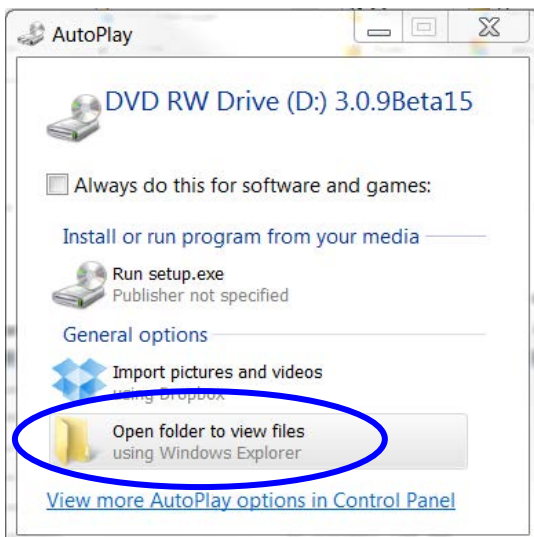 AutoPlay
DVD RW Drive (D:) 3.0.9Beta15
Always do this for software and games:
Install or run program from your media
Run setup.exe
Publisher not specified
General options
Import pictures and videos
using Dropbox
Open folder to view files
using Windows Explorer
View more AutoPlay options in Control Panel